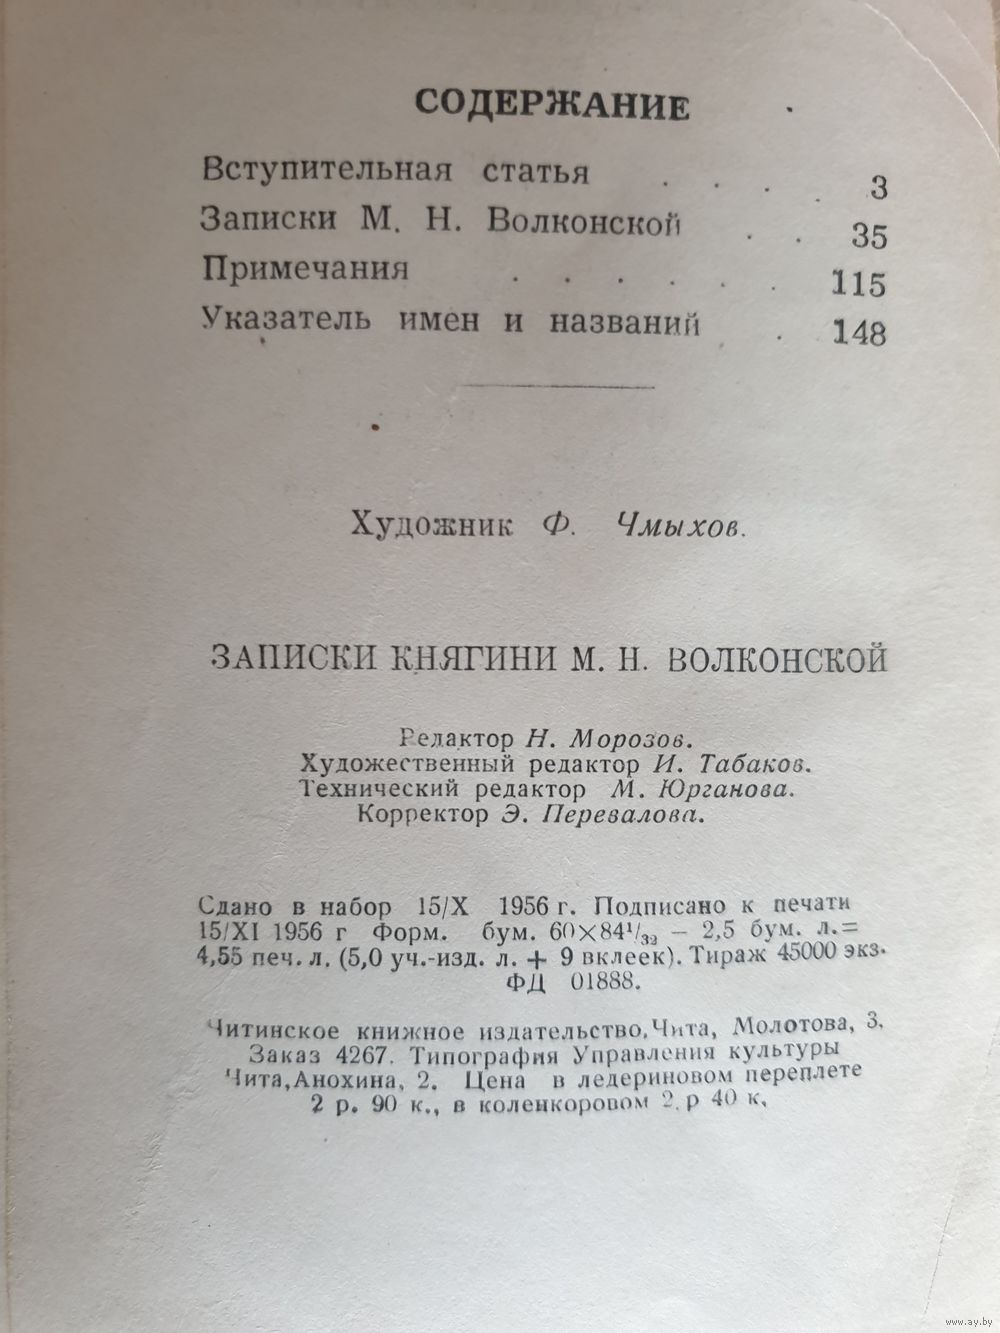 СОДЕРЖАНИЕ
Вступительная статья . . . . 3
Записки М. Н. Волконской . . 35
Примечания . . . . . . 115
Указатель имен и названий . . 148
Художник Ф. Чмыхов.
ЗАПИСКИ КНЯГИНИ М. Н. ВОЛКОНСКОЙ
Редактор Н. Морозов.
Художественный редактор И. Табаков.
Технический редактор М. Юрганова.
Корректор Э. Перевалова.
Сдано в набор 15/X 1956 г. Подписано к печати
15/XI 1956 г Форм. бум. 60×84¹/₃₂ – 2,5 бум. л.=
4,55 печ. л. (5,0 уч.-изд. л. + 9 вклеек). Тираж 45000 экз.
ФД 01888.
Читинское книжное издательство, Чита, Молотова, 3.
Заказ 4267. Типография Управления культуры
Чита, Анохина, 2. Цена в ледериновом переплете
2 р. 90 к., в коленкоровом 2. р 40 к.
www.ay.by